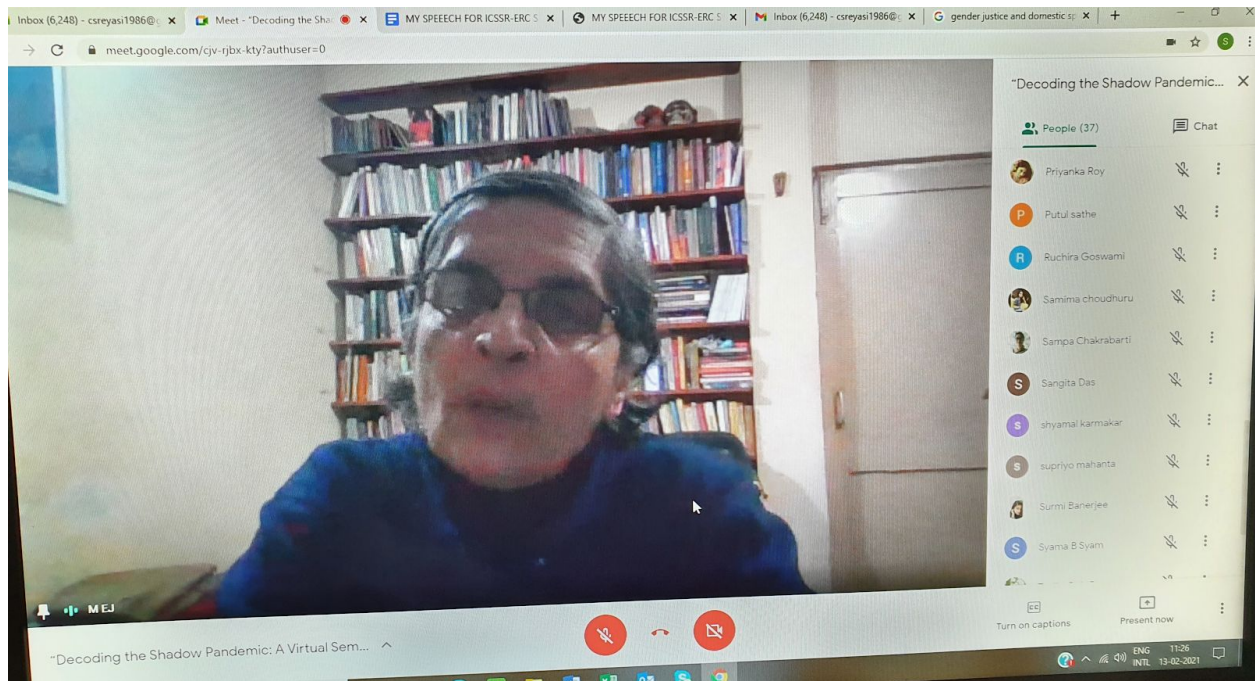 Inbox (6,248) - csreyasi1986@g
Meet - "Decoding the Sha
MY SPEEECH FOR ICSSR-ERC S
MY SPEEECH FOR ICSSR-ERC S
Inbox (6,248) - csreyasi1986@g
gender justice and domestic sp
meet.google.com/cjv-rjbx-kty?authuser=0
S
"Decoding the Shadow Pandemic...
People (37)
Chat
Priyanka Roy
P
Putul sathe
R
Ruchira Goswami
Samima choudhuru
Sampa Chakrabarti
S
Sangita Das
s
shyamal karmakar
s
supriyo mahanta
Surmi Banerjee
S
Syama B Syam
MEJ
"Decoding the Shadow Pandemic: A Virtual Sem...
CC
Turn on captions
Present now
ENG
INTL
11:26
13-02-2021